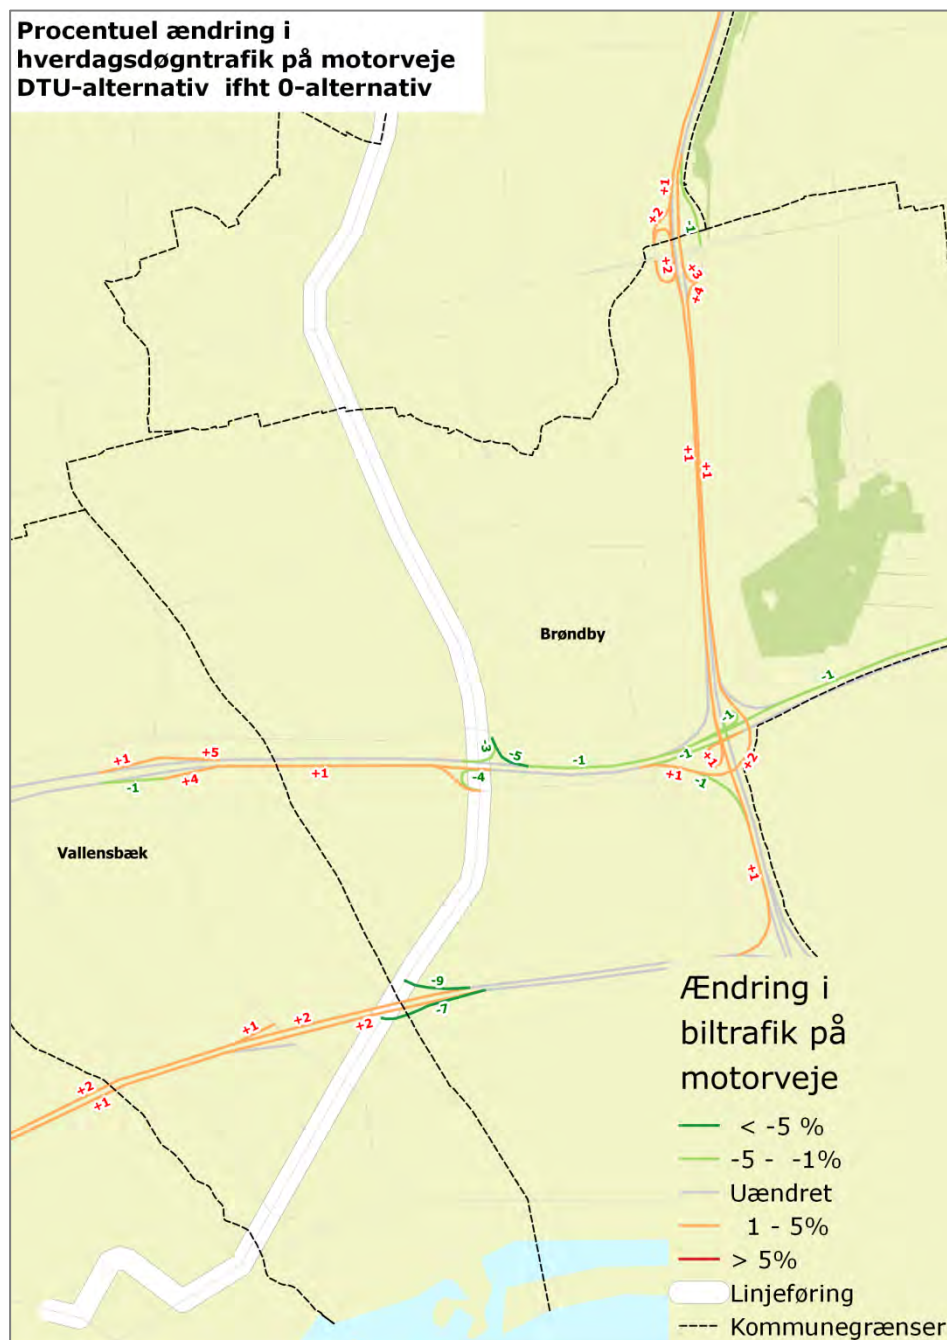 Procentuel ændring i
hverdagsdøgntrafik på motorveje
DTU-alternativ ifht 0-alternativ
+1
+2
-1
+2
+3
+4
+1
+1
Brøndby
-1
-1
-3
-5
-1
-1
+1
+2
+1
-1
+1
+5
+1
-1
+4
-4
Vallensbæk
+1
-9
-7
+1
+2
+2
+2
+1
Ændring i
biltrafik på
motorveje
< -5 %
-5 - -1%
Uændret
1 - 5%
> 5%
Linjeføring
Kommunegrænser